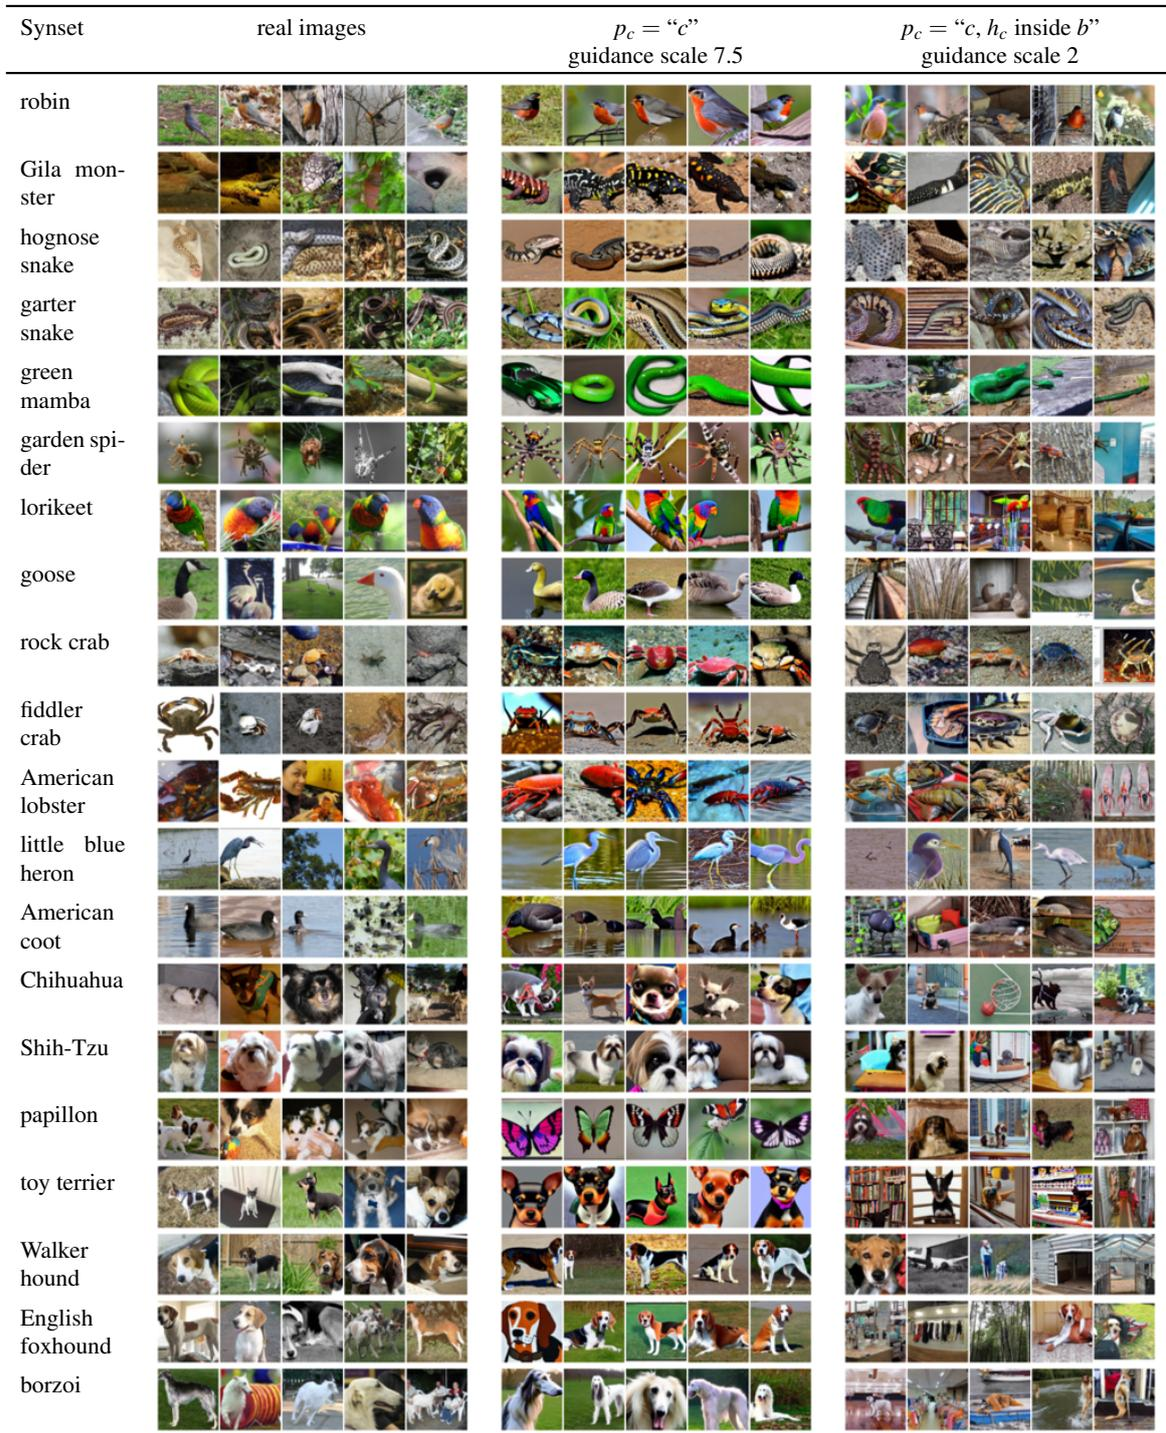 Synset real images p_c = “c” p_c = “c, h_c inside b”
guidance scale 7.5 guidance scale 2
robin
Gila mon-
ster
hognose
snake
garter
snake
green
mamba
garden spi-
der
lorikeet
goose
rock crab
fiddler
crab
American
lobster
little blue
heron
American
coot
Chihuahua
Shih-Tzu
papillon
toy terrier
Walker
hound
English
foxhound
borzoi